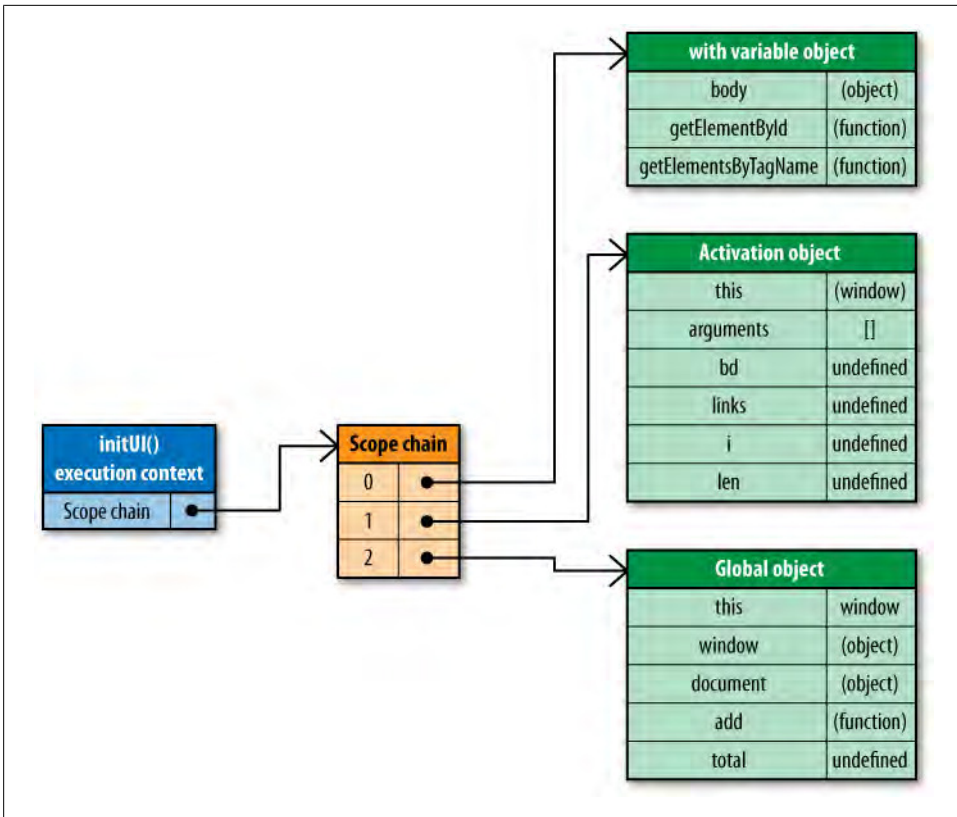 with variable object
body (object)
getElementById (function)
getElementsByTagName (function)
Activation object
this (window)
arguments []
bd undefined
links undefined
i undefined
len undefined
initUI()
execution context
Scope chain
Scope chain
0
1
2
Global object
this window
window (object)
document (object)
add (function)
total undefined